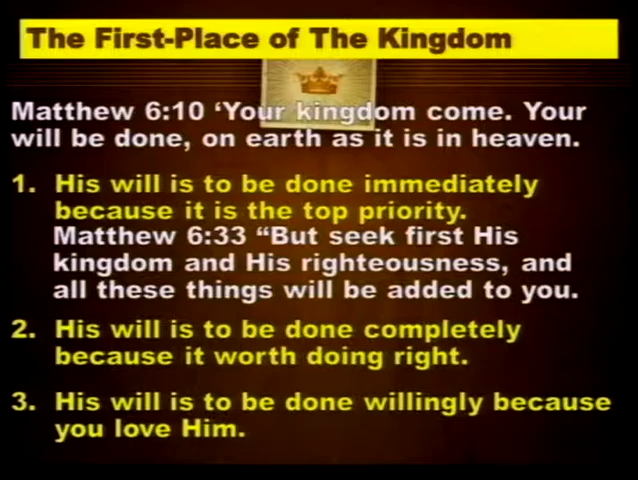 The First-Place of The Kingdom
Matthew 6:10 ‘Your kingdom come. Your
will be done, on earth as it is in heaven.
1. His will is to be done immediately
because it is the top priority.
Matthew 6:33 “But seek first His
kingdom and His righteousness, and
all these things will be added to you.
2. His will is to be done completely
because it worth doing right.
3. His will is to be done willingly because
you love Him.